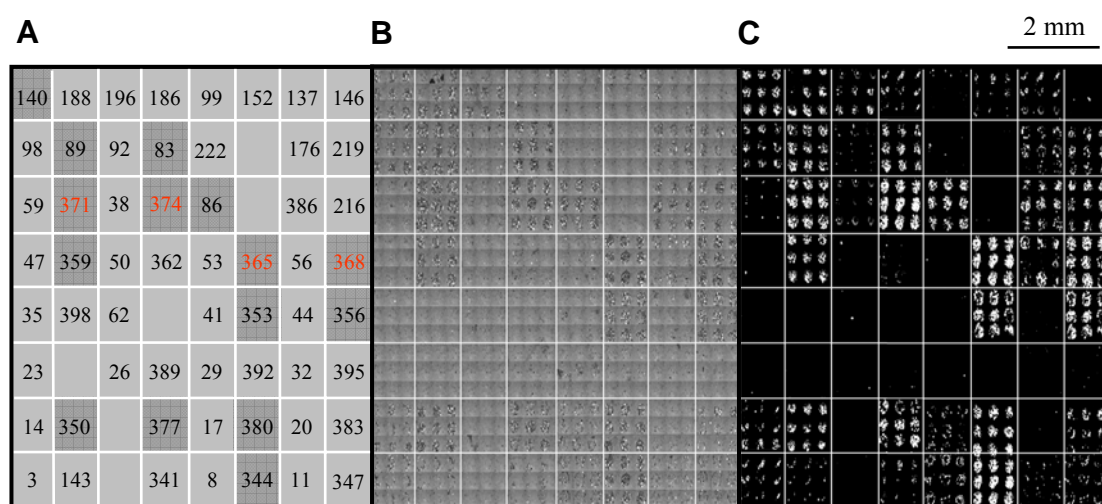 A
B
C
2 mm
140 188 196 186 99 152 137 146
98 89 92 83 222 176 219
59 371 38 374 86 386 216
47 359 50 362 53 365 56 368
35 398 62 41 353 44 356
23 26 389 29 392 32 395
14 350 377 17 380 20 383
3 143 341 8 344 11 347